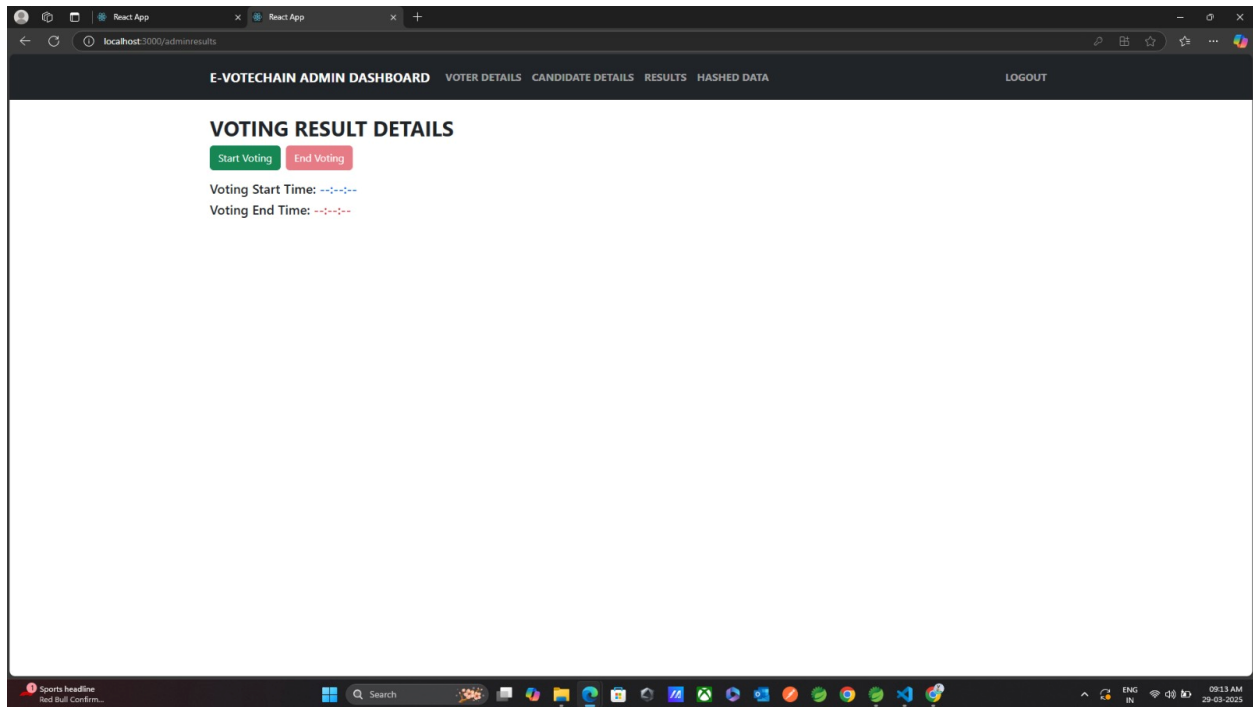 React App
React App
localhost:3000/adminresults
E-VOTECHAIN ADMIN DASHBOARD VOTER DETAILS CANDIDATE DETAILS RESULTS HASHED DATA LOGOUT
VOTING RESULT DETAILS
Start Voting End Voting
Voting Start Time: --:--:--
Voting End Time: --:--:--
1
Sports headline
Red Bull Confirm...
Search
ENG
IN
09:13 AM
29-03-2025